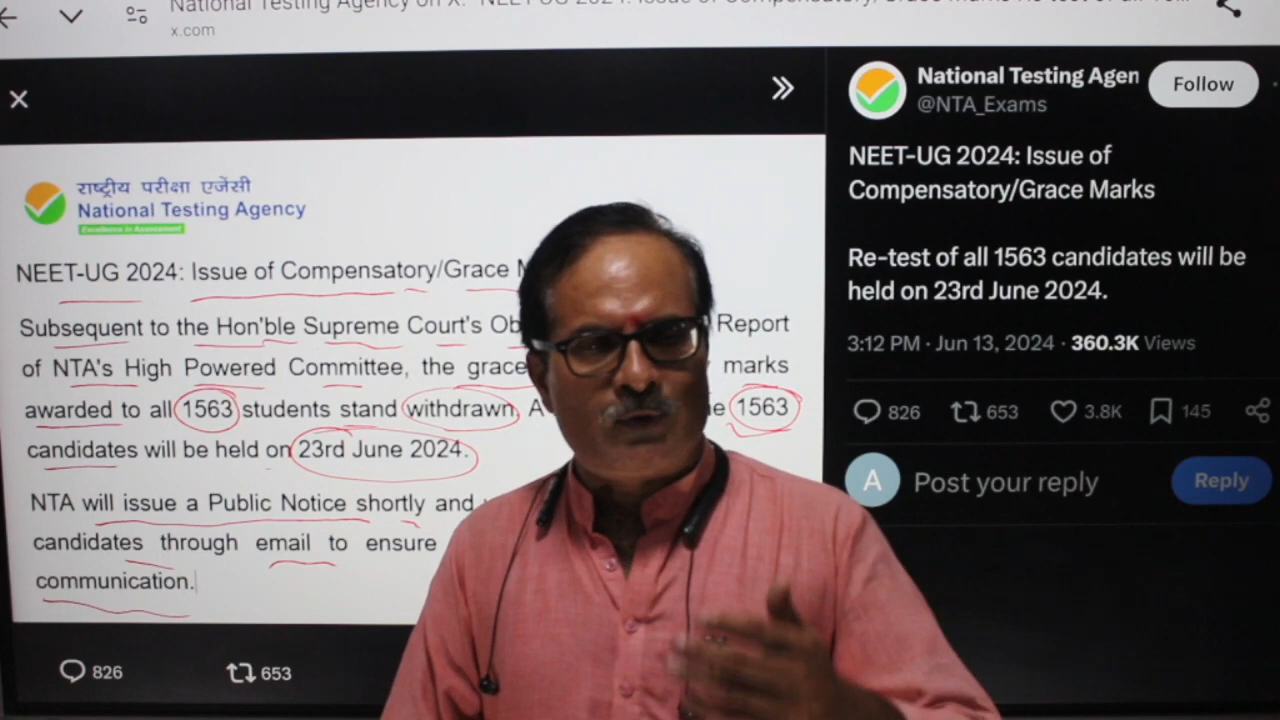 National Testing Agency on X: "NEET-UG 2024: Issue of Compensatory/Grace Marks Re-test of all
x.com
राष्ट्रीय परीक्षा एजेंसी
National Testing Agency
Excellence in Assessment
NEET-UG 2024: Issue of Compensatory/Grace
Subsequent to the Hon'ble Supreme Court's Report
of NTA's High Powered Committee, the grace marks
awarded to all 1563 students stand withdrawn. 1563
candidates will be held on 23rd June 2024.
NTA will issue a Public Notice shortly and
candidates through email to ensure
communication.
826 653
National Testing Agen
@NTA_Exams
Follow
NEET-UG 2024: Issue of
Compensatory/Grace Marks
Re-test of all 1563 candidates will be
held on 23rd June 2024.
3:12 PM · Jun 13, 2024 · 360.3K Views
826 653 3.8K 145
A Post your reply Reply